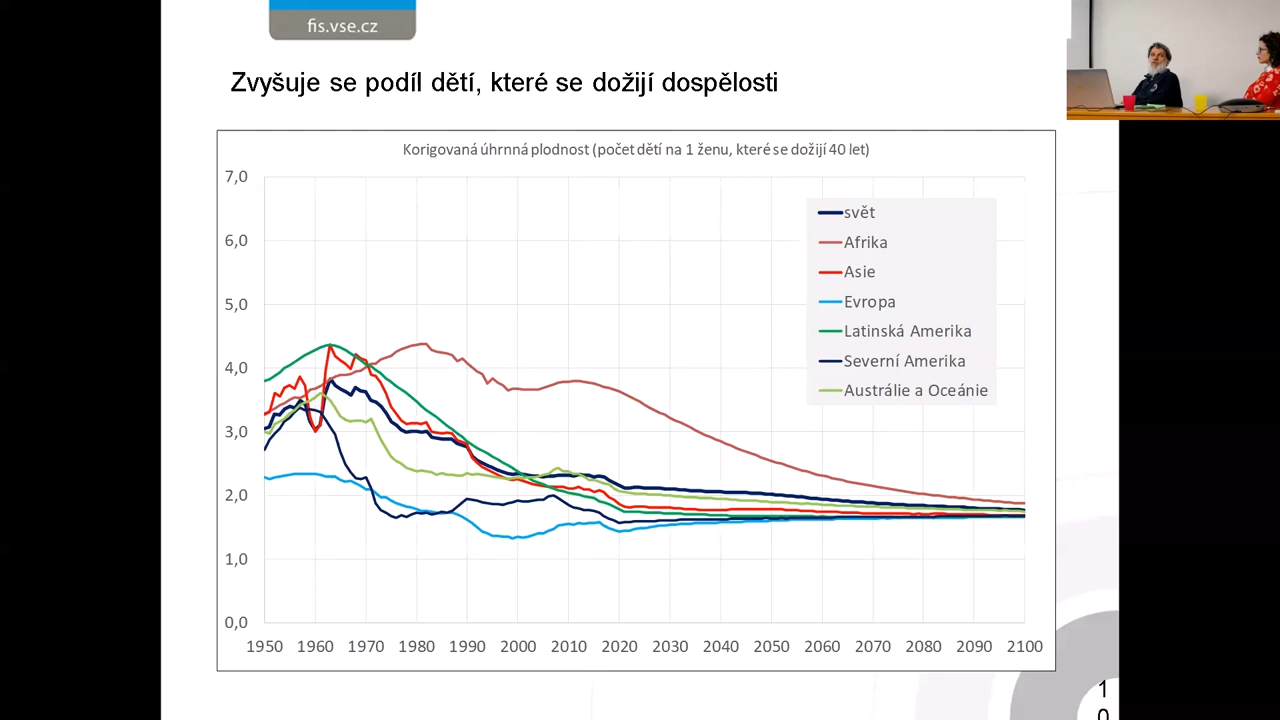 fis.vse.cz
Zvyšuje se podíl dětí, které se dožijí dospělosti
Korigovaná úhrnná plodnost (počet dětí na 1 ženu, které se dožijí 40 let)
7,0
6,0
5,0
4,0
3,0
2,0
1,0
0,0
svět
Afrika
Asie
Evropa
Latinská Amerika
Severní Amerika
Austrálie a Oceánie
1950 1960 1970 1980 1990 2000 2010 2020 2030 2040 2050 2060 2070 2080 2090 2100
1
0